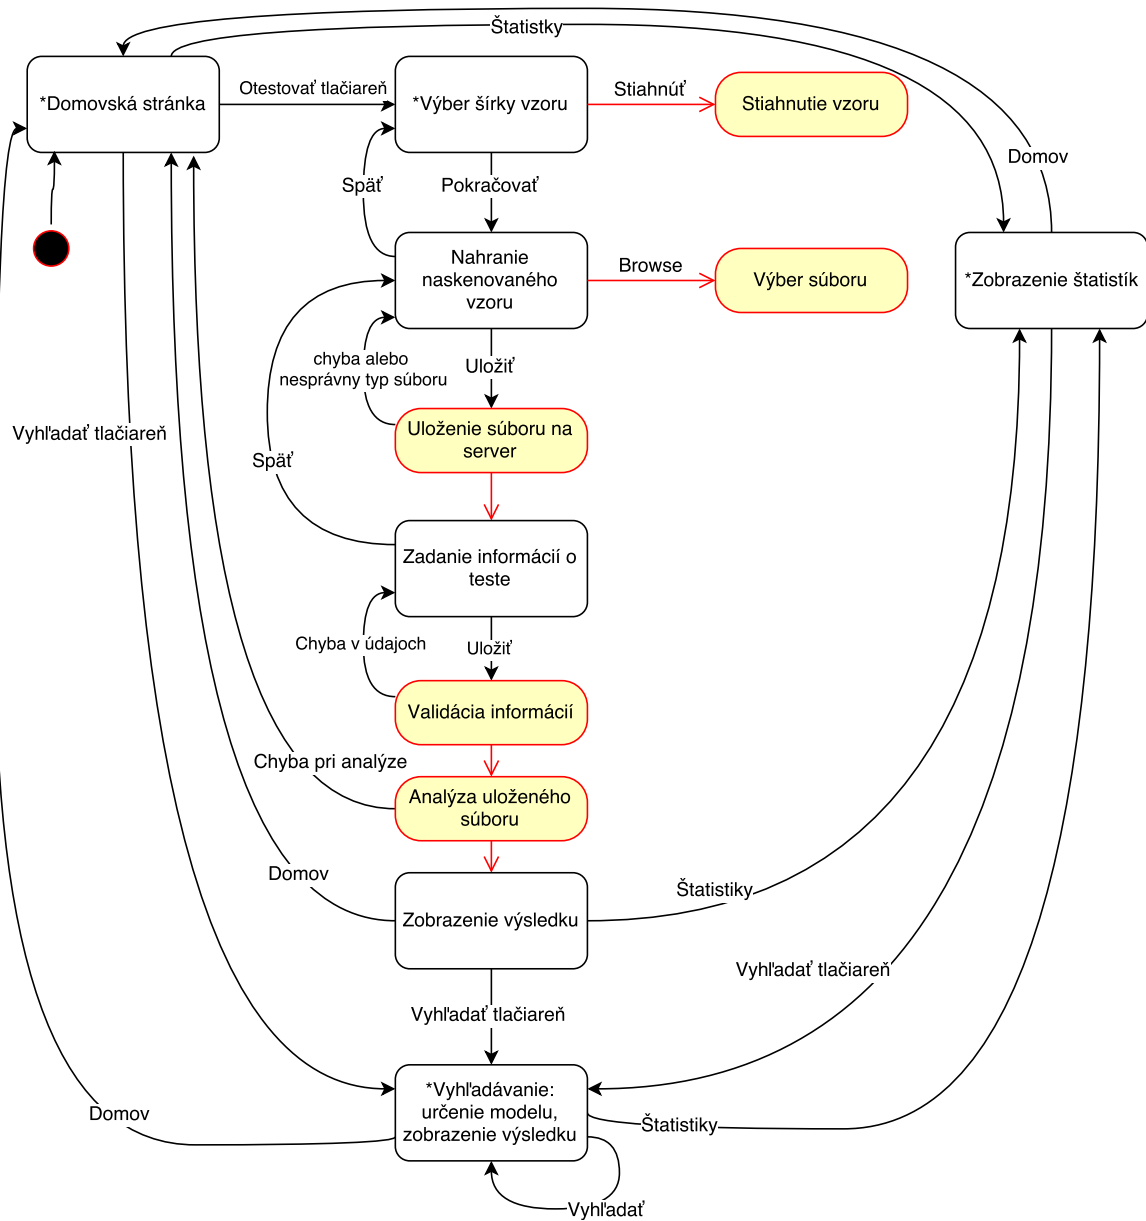 Štatistky
*Domovská stránka
Otestovať tlačiareň
*Výber šírky vzoru
Stiahnúť
Stiahnutie vzoru
Domov
Späť
Pokračovať
Nahranie
naskenovaného
vzoru
Browse
Výber súboru
*Zobrazenie štatistík
chyba alebo
nesprávny typ súboru
Uložiť
Vyhľadať tlačiareň
Uloženie súboru na
server
Späť
Zadanie informácií o
teste
Chyba v údajoch
Uložiť
Validácia informácií
Chyba pri analýze
Analýza uloženého
súboru
Domov
Zobrazenie výsledku
Štatistiky
Vyhľadať tlačiareň
Vyhľadať tlačiareň
*Vyhľadávanie:
určenie modelu,
zobrazenie výsledku
Domov
Štatistiky
Vyhľadať